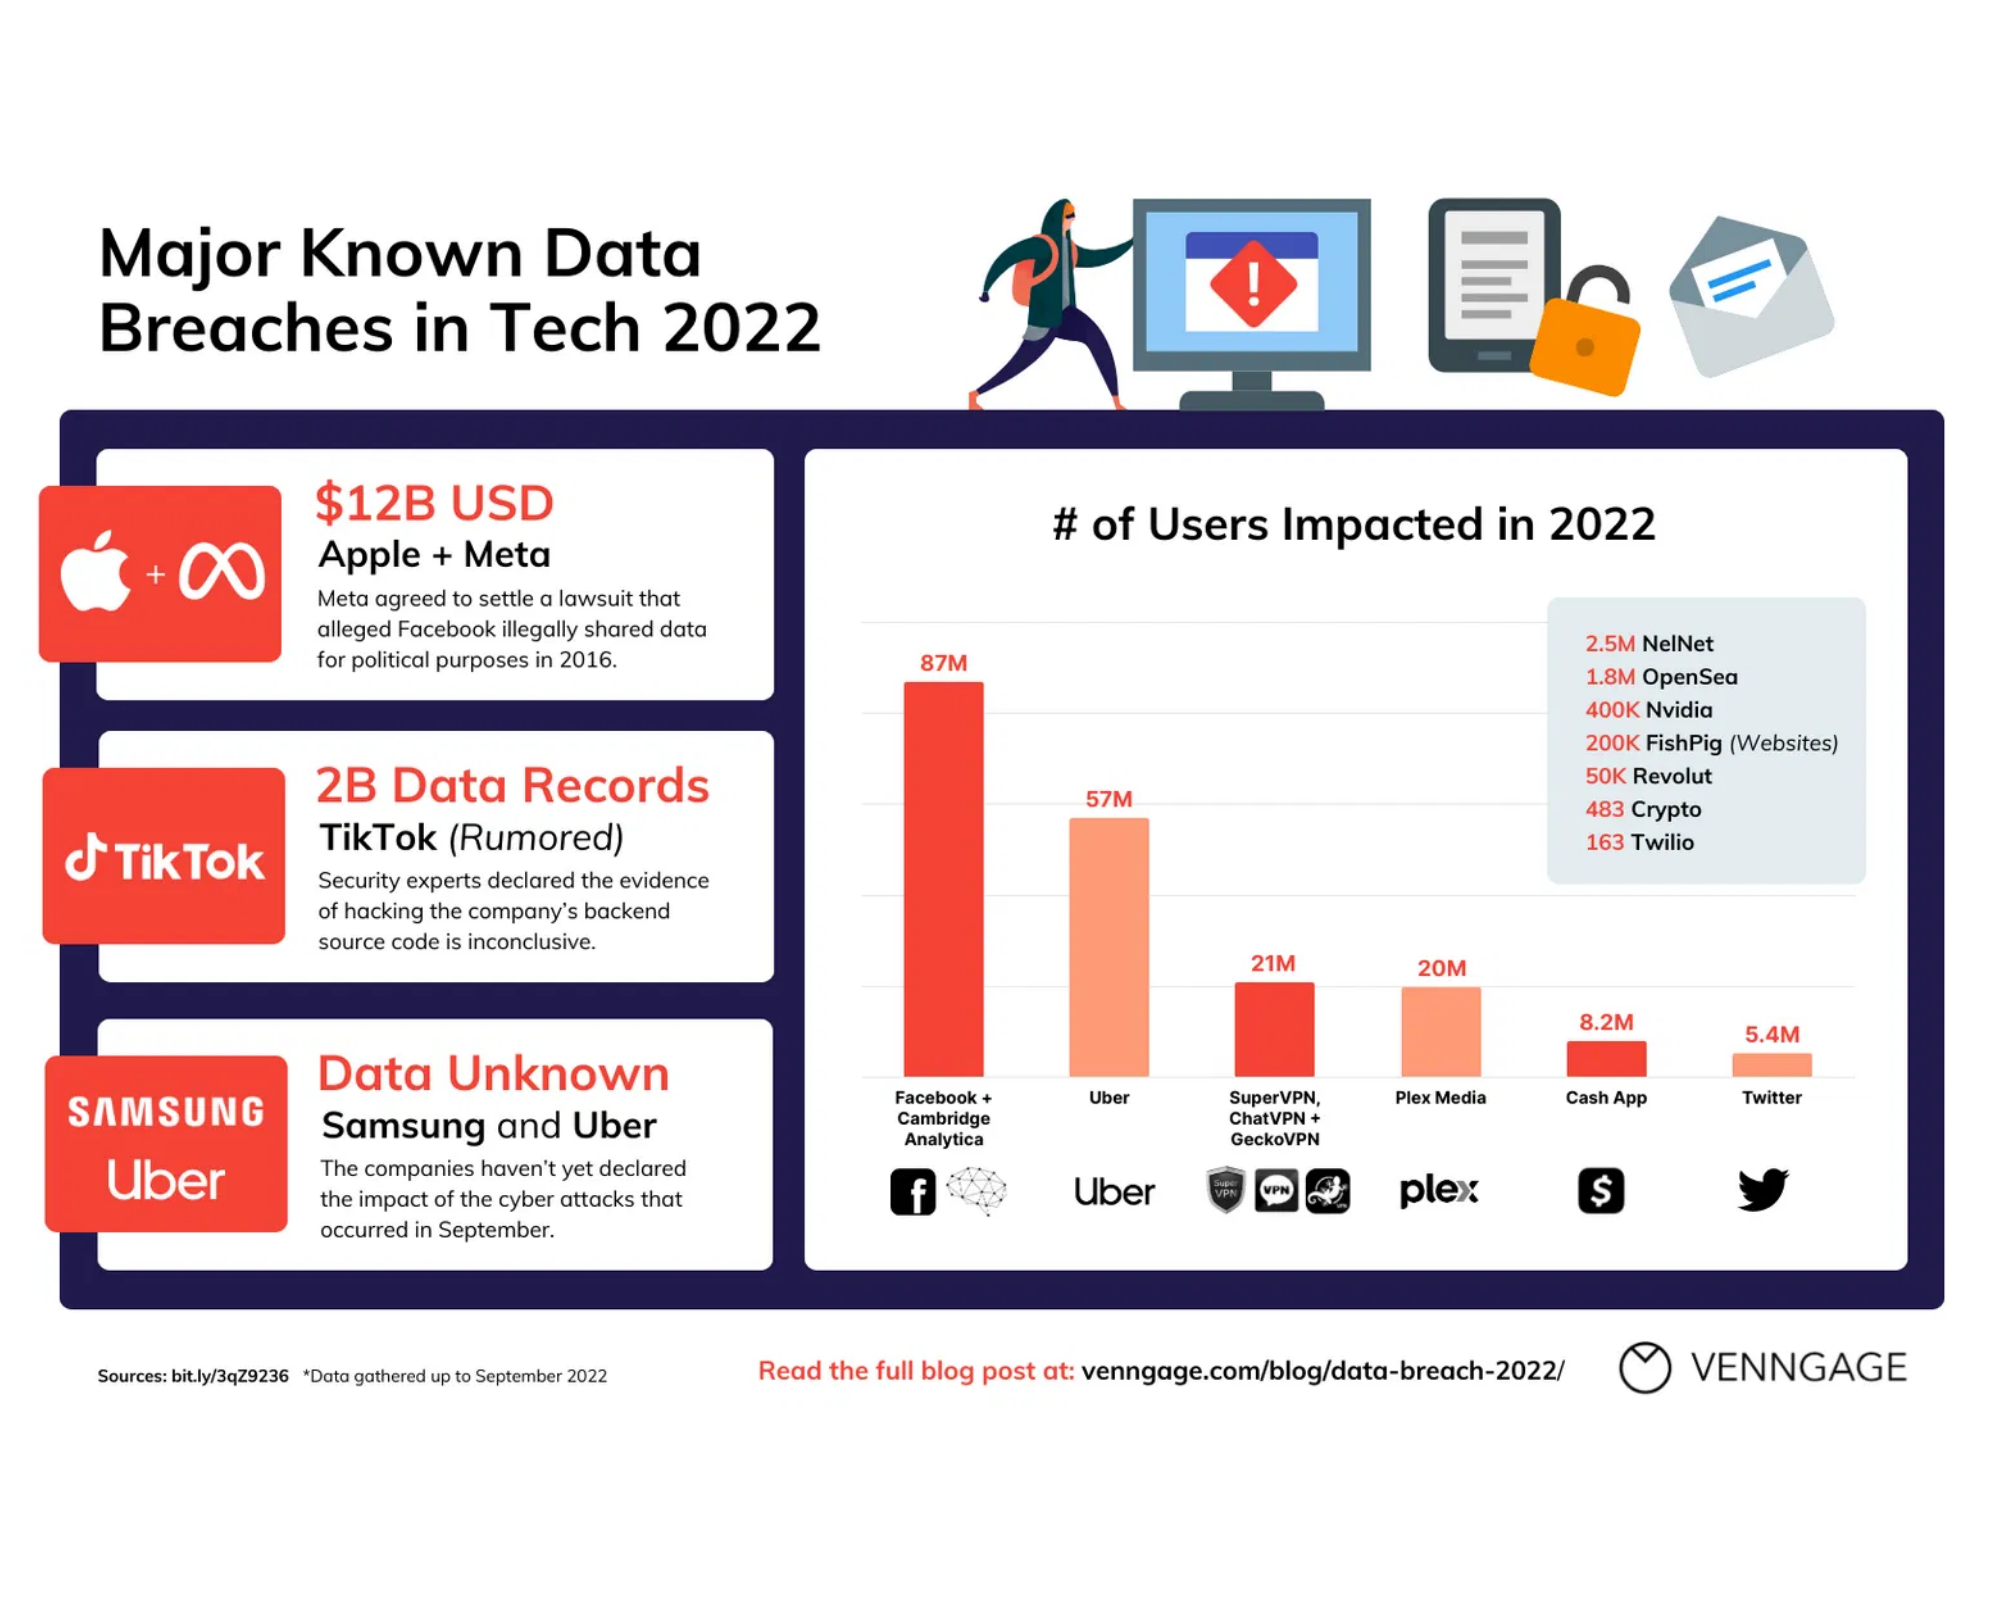 Major Known Data
Breaches in Tech 2022
$12B USD
Apple + Meta
Meta agreed to settle a lawsuit that
alleged Facebook illegally shared data
for political purposes in 2016.
+
TikTok
2B Data Records
TikTok (Rumored)
Security experts declared the evidence
of hacking the company's backend
source code is inconclusive.
SAMSUNG
Uber
Data Unknown
Samsung and Uber
The companies haven't yet declared
the impact of the cyber attacks that
occurred in September.
# of Users Impacted in 2022
2.5M NelNet
1.8M OpenSea
400K Nvidia
200K FishPig (Websites)
50K Revolut
483 Crypto
163 Twilio
87M
57M
21M
20M
8.2M
5.4M
Facebook +
Cambridge
Analytica
Uber
SuperVPN,
ChatVPN +
GeckoVPN
Plex Media
Cash App
Twitter
f
Uber
Super
VPN
VPN
plex
$
Sources: bit.ly/3qZ9236 *Data gathered up to September 2022
Read the full blog post at: venngage.com/blog/data-breach-2022/
VENNGAGE